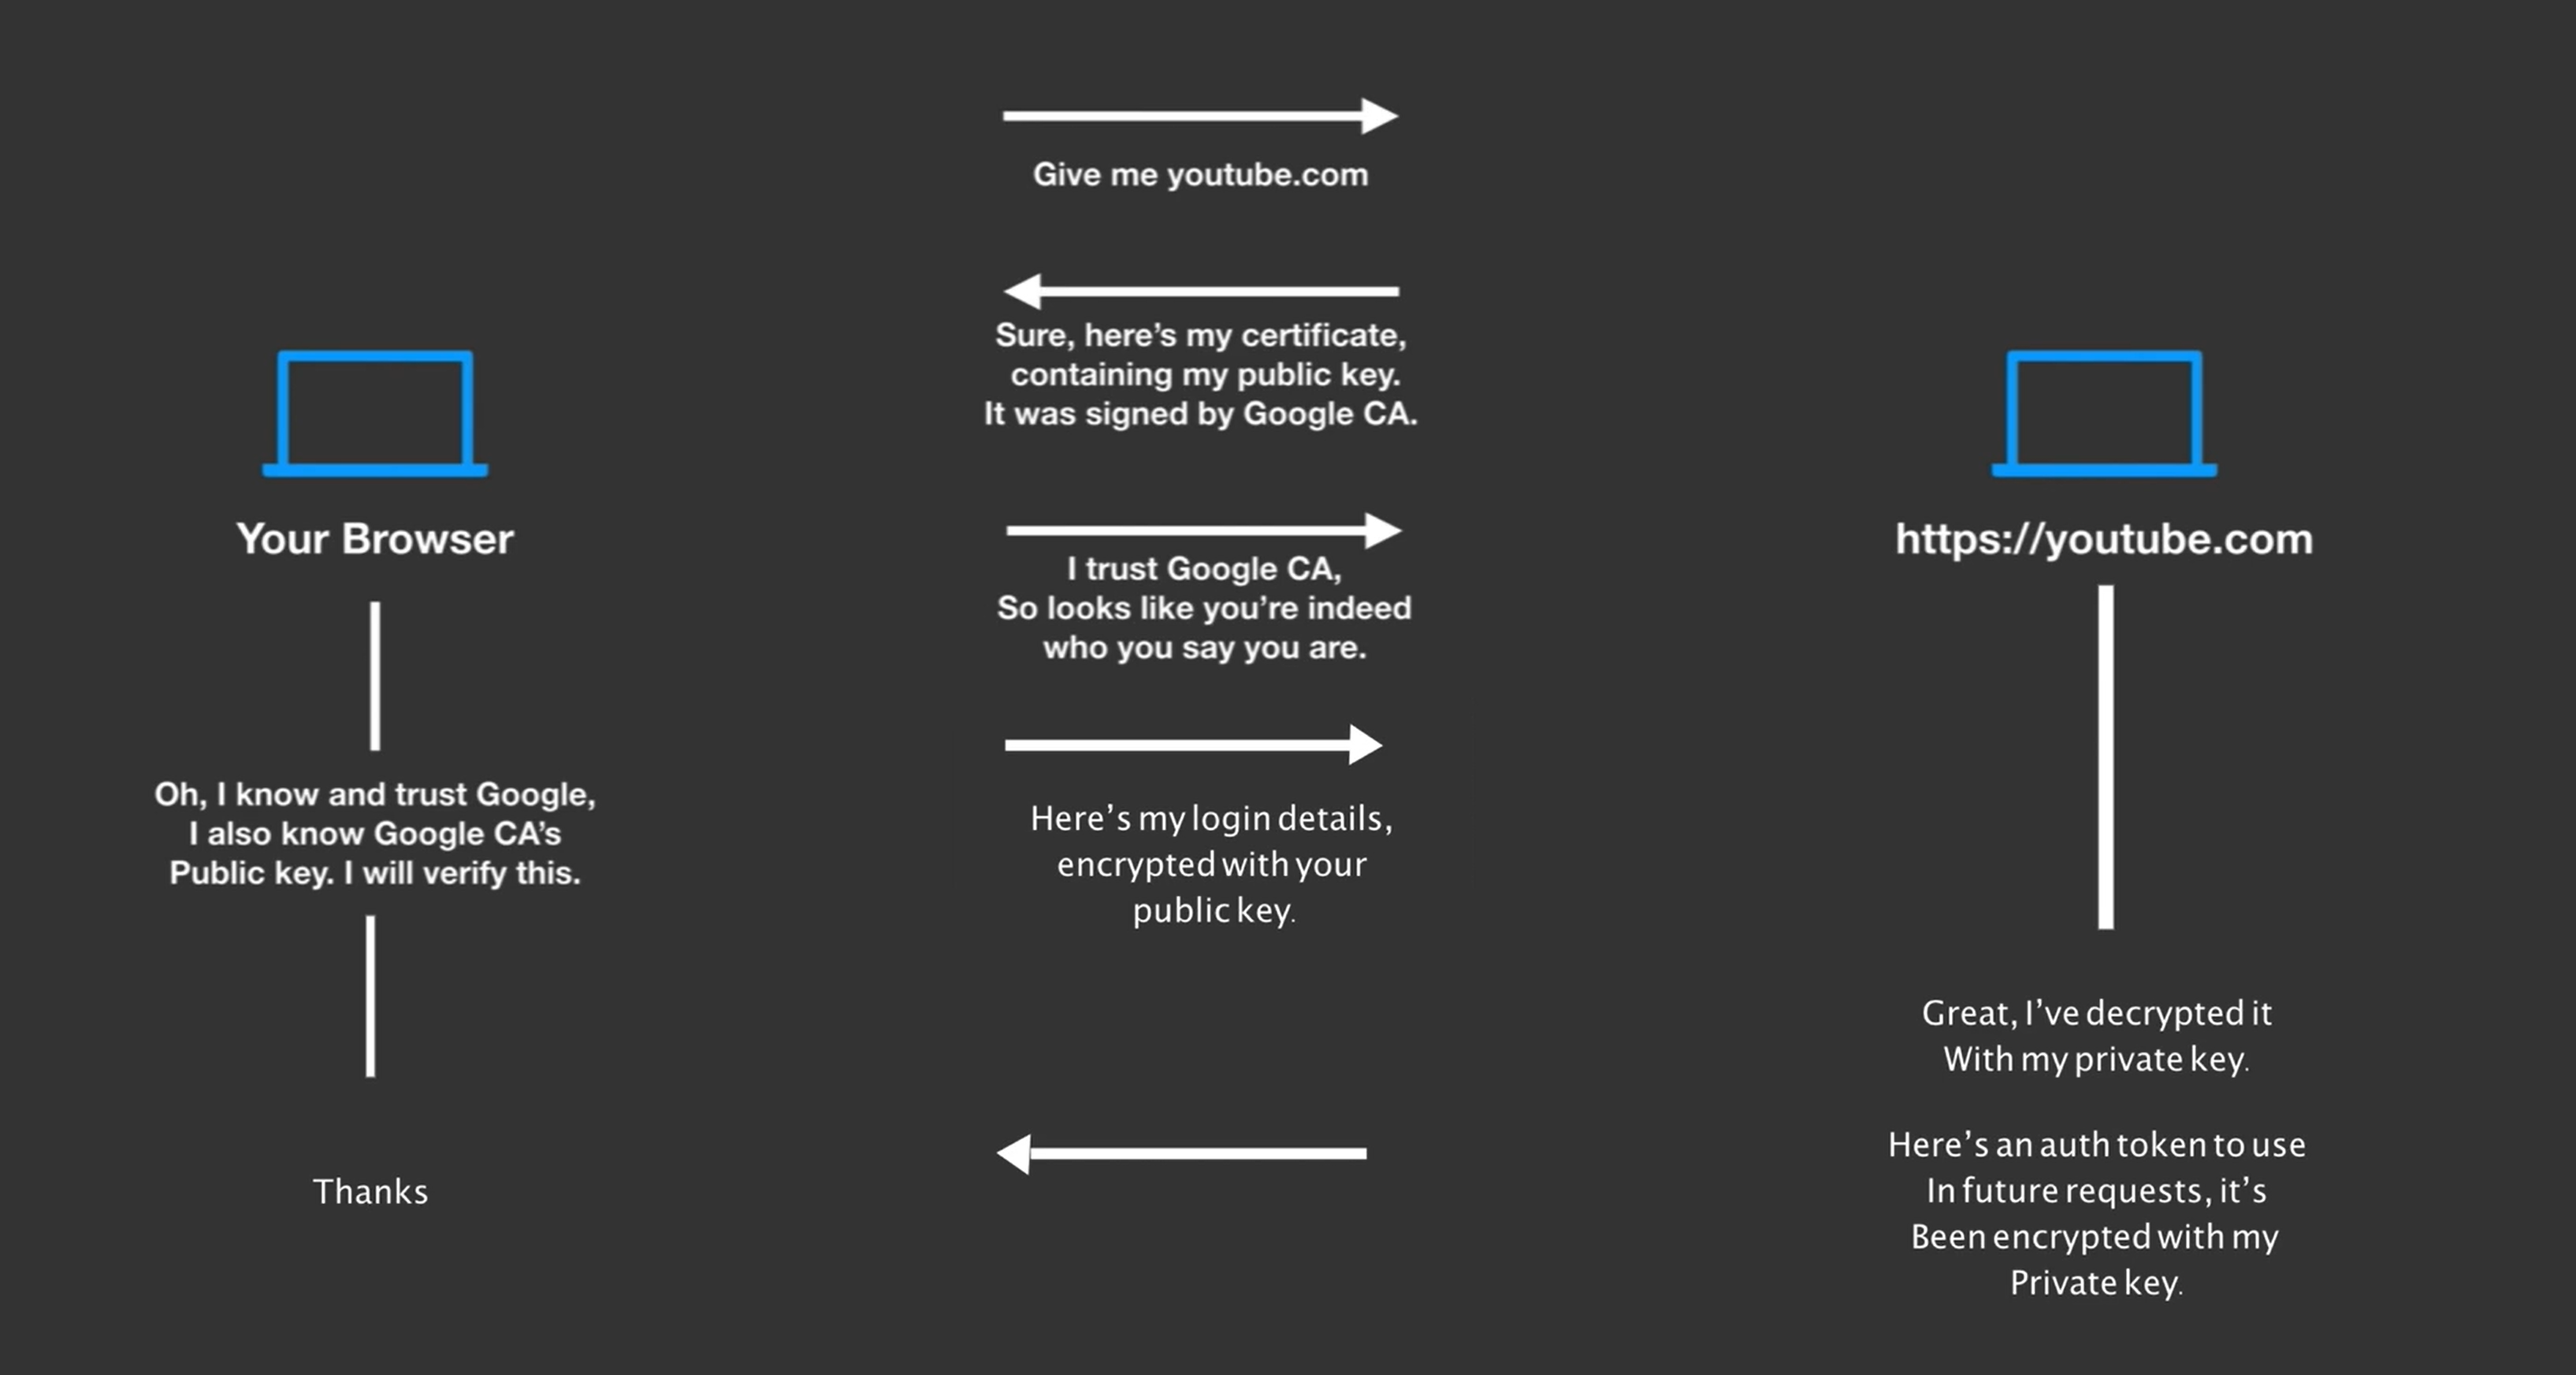 Give me youtube.com
Sure, here's my certificate,
containing my public key.
It was signed by Google CA.
Your Browser
https://youtube.com
I trust Google CA,
So looks like you're indeed
who you say you are.
Oh, I know and trust Google,
I also know Google CA's
Public key. I will verify this.
Here's my login details,
encrypted with your
public key.
Great, I've decrypted it
With my private key.
Here's an auth token to use
In future requests, it's
Been encrypted with my
Private key.
Thanks